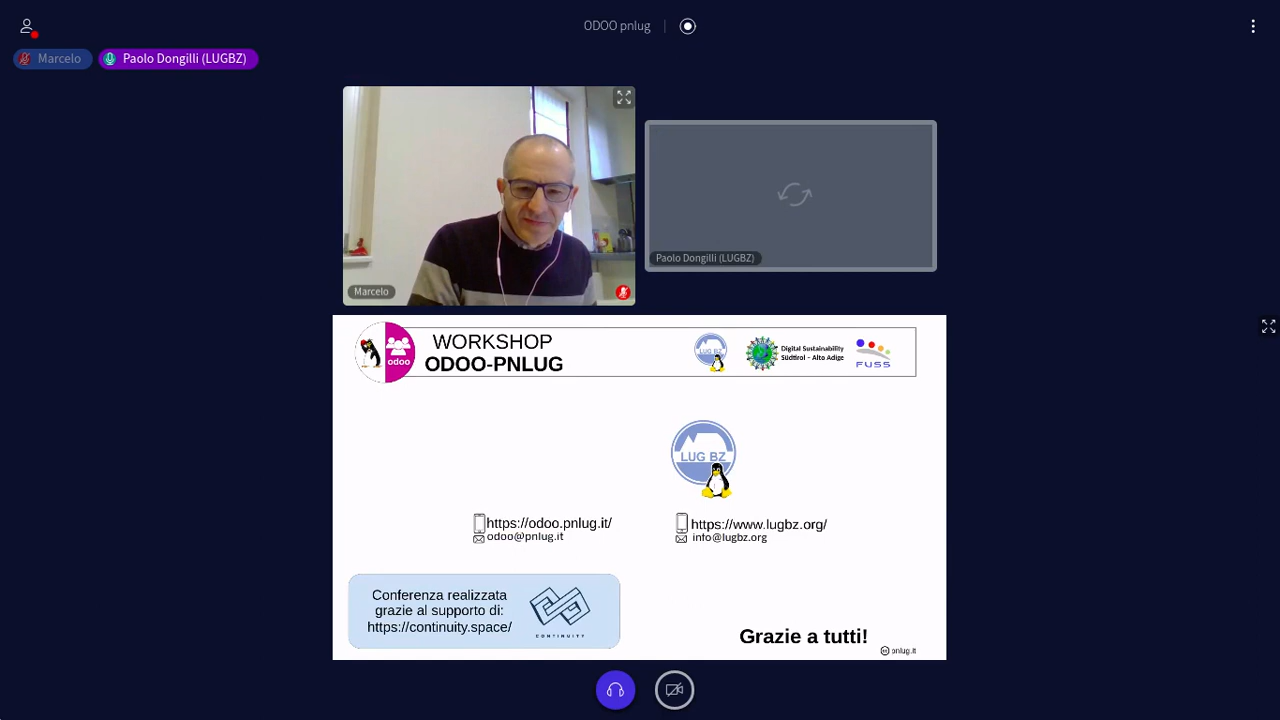 ODOO pnlug
Marcelo
Paolo Dongilli (LUGBZ)
Marcelo
Paolo Dongilli (LUGBZ)
odoo
WORKSHOP
ODOO-PNLUG
LUG BZ
Digital Sustainability
Südtirol - Alto Adige
FUSS
LUG BZ
https://odoo.pnlug.it/
odoo@pnlug.it
https://www.lugbz.org/
info@lugbz.org
Conferenza realizzata
grazie al supporto di:
https://continuity.space/
CONTINUITY
Grazie a tutti!
pnlug.it